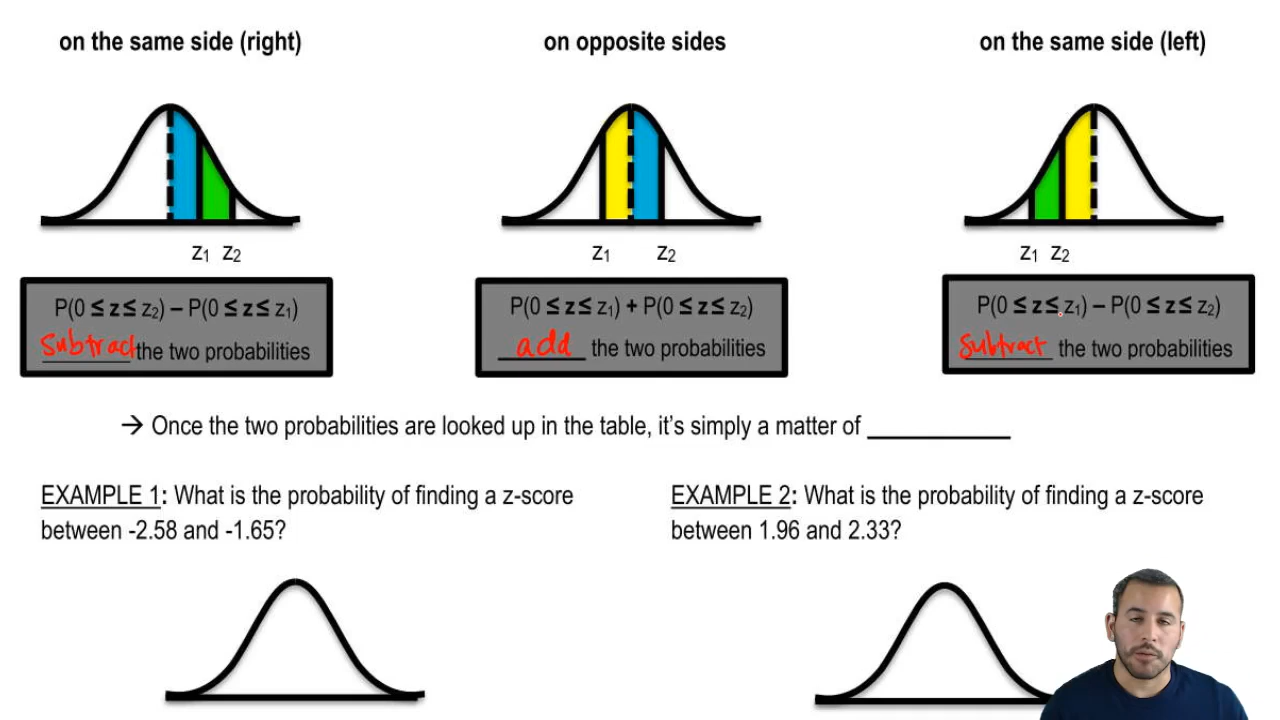 on the same side (right)
on opposite sides
on the same side (left)
z₁ z₂
z₁ z₂
z₁ z₂
P(0 ≤ z ≤ z₂) – P(0 ≤ z ≤ z₁)
subtract the two probabilities
P(0 ≤ z ≤ z₁) + P(0 ≤ z ≤ z₂)
add the two probabilities
P(0 ≤ z ≤ z₁) – P(0 ≤ z ≤ z₂)
subtract the two probabilities
→ Once the two probabilities are looked up in the table, it's simply a matter of ____________
EXAMPLE 1: What is the probability of finding a z-score
between -2.58 and -1.65?
EXAMPLE 2: What is the probability of finding a z-score
between 1.96 and 2.33?